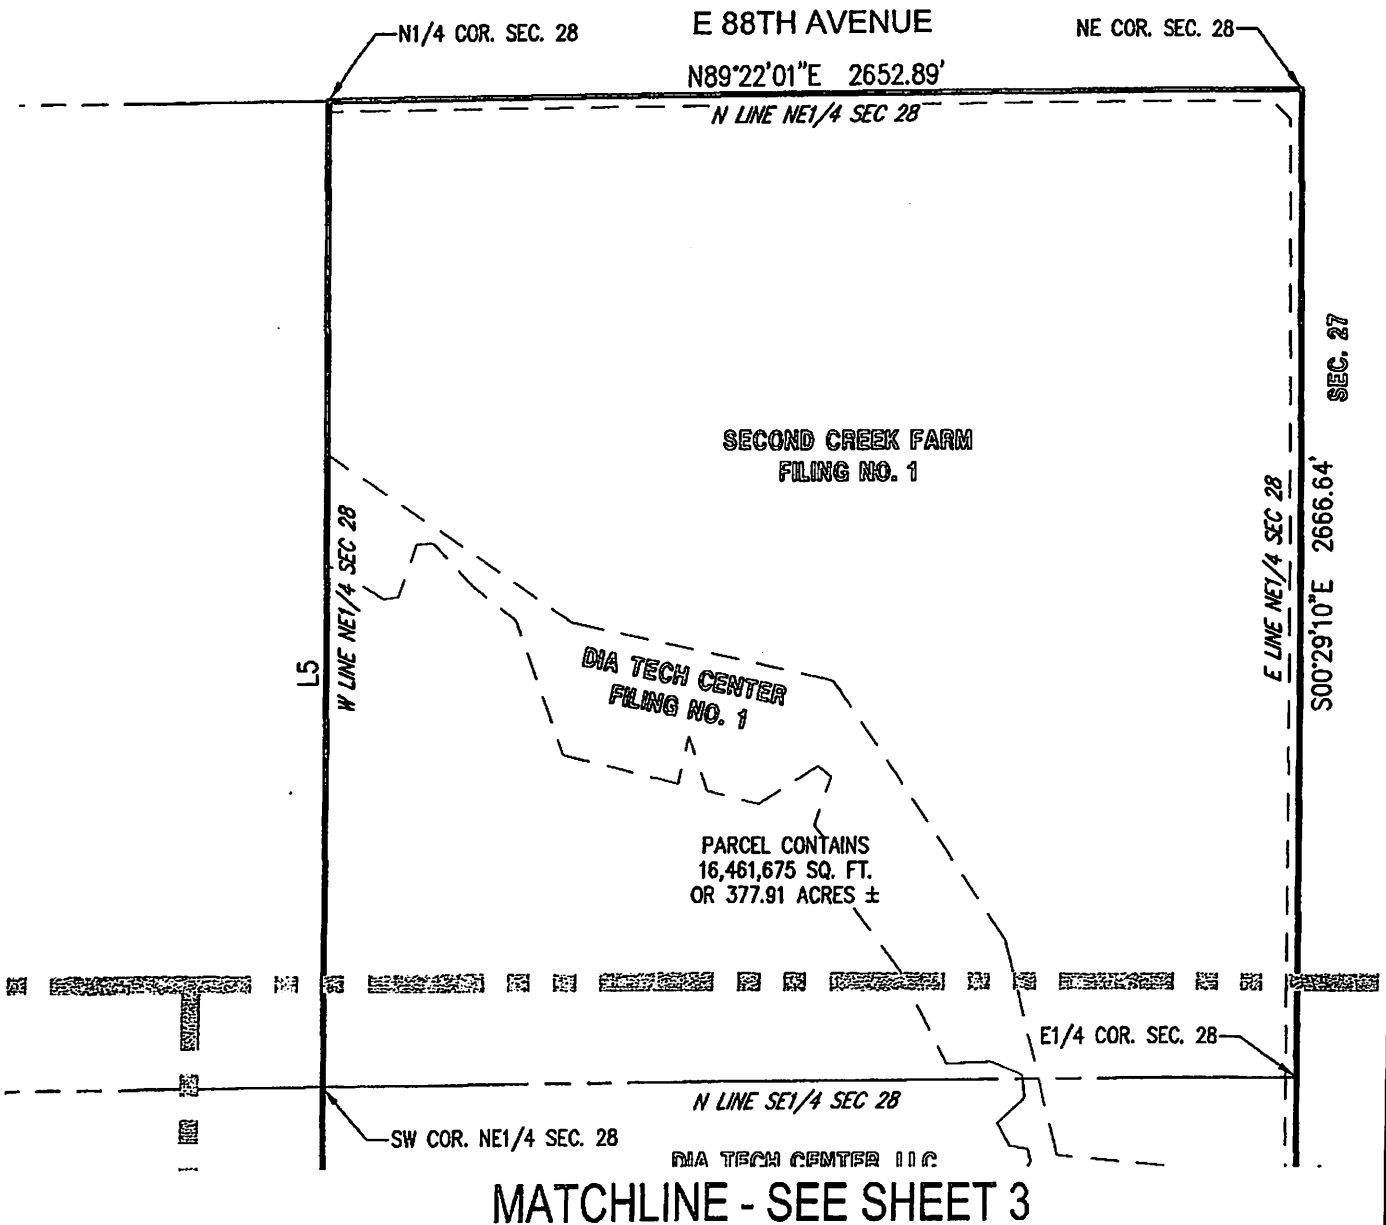 E 88TH AVENUE
N1/4 COR. SEC. 28
NE COR. SEC. 28
N89°22'01"E 2652.89'
N LINE NE1/4 SEC 28
SEC. 27
SECOND CREEK FARM
FILING NO. 1
W LINE NE1/4 SEC 28
E LINE NE1/4 SEC 28
S00°29'10"E 2666.64'
L5
DIA TECH CENTER
FILING NO. 1
PARCEL CONTAINS
16,461,675 SQ. FT.
OR 377.91 ACRES ±
E1/4 COR. SEC. 28
N LINE SE1/4 SEC 28
SW COR. NE1/4 SEC. 28
DIA TECH CENTER LLC
MATCHLINE - SEE SHEET 3